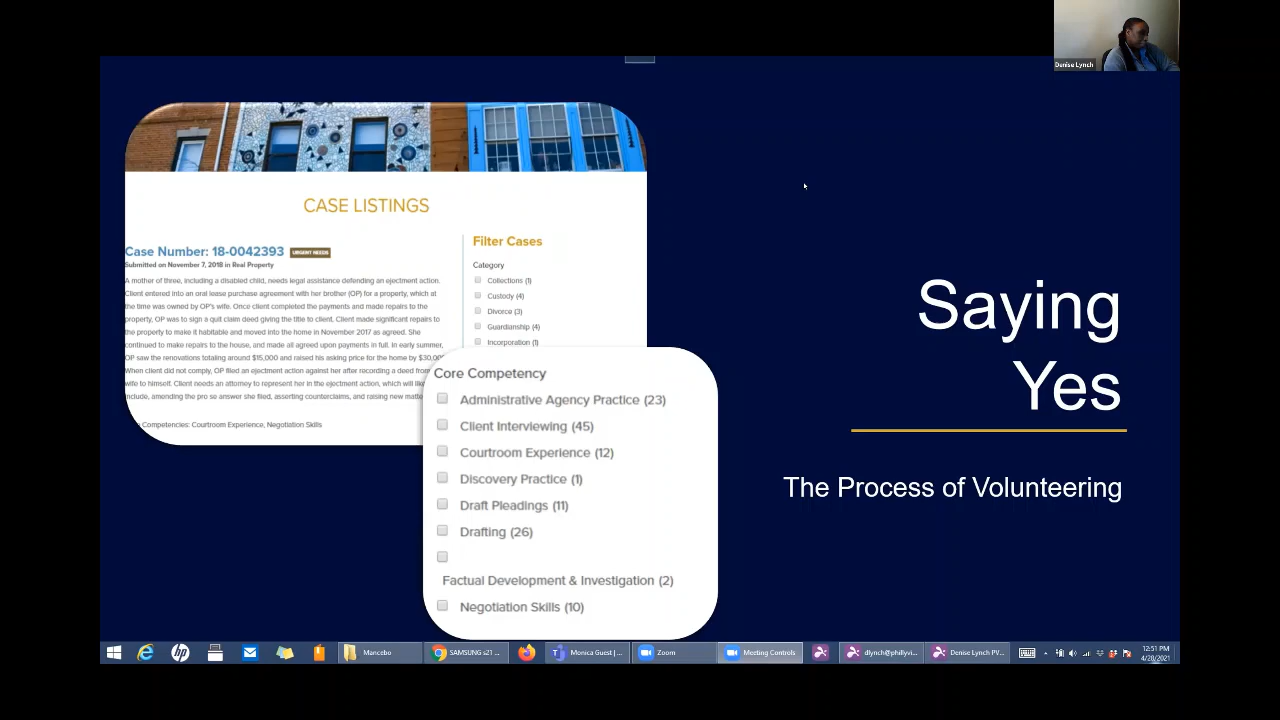 Denise Lynch
CASE LISTINGS
Case Number: 18-0042393 URGENT NEEDS
Submitted on November 7, 2018 in Real Property
A mother of three, including a disabled child, needs legal assistance defending an ejectment action.
Client entered into an oral lease purchase agreement with her brother (OP) for a property, which at
the time was owned by OP's wife. Once client completed the payments and made repairs to the
property, OP was to sign a quit claim deed giving the title to client. Client made significant repairs to
the property to make it habitable and moved into the home in November 2017 as agreed. She
continued to make repairs to the house, and made all agreed upon payments in full. In early summer,
OP saw the renovations totaling around $15,000 and raised his asking price for the home by $30,00
When client did not comply, OP filed an ejectment action against her after recording a deed from
wife to himself. Client needs an attorney to represent her in the ejectment action, which will
include, amending the pro se answer she filed, asserting counterclaims, and raising new
Competencies: Courtroom Experience, Negotiation Skills
Filter Cases
Category
Collections (1)
Custody (4)
Divorce (3)
Guardianship (4)
Incorporation (1)
Core Competency
Administrative Agency Practice (23)
Client Interviewing (45)
Courtroom Experience (12)
Discovery Practice (1)
Draft Pleadings (11)
Drafting (26)
Factual Development & Investigation (2)
Negotiation Skills (10)
Saying
Yes
The Process of Volunteering
Mancebo
SAMSUNG s21 ...
Monica Guest | ...
Zoom
Meeting Controls
dlynch@phillyvi...
Denise Lynch PV...
12:51 PM
4/28/2021